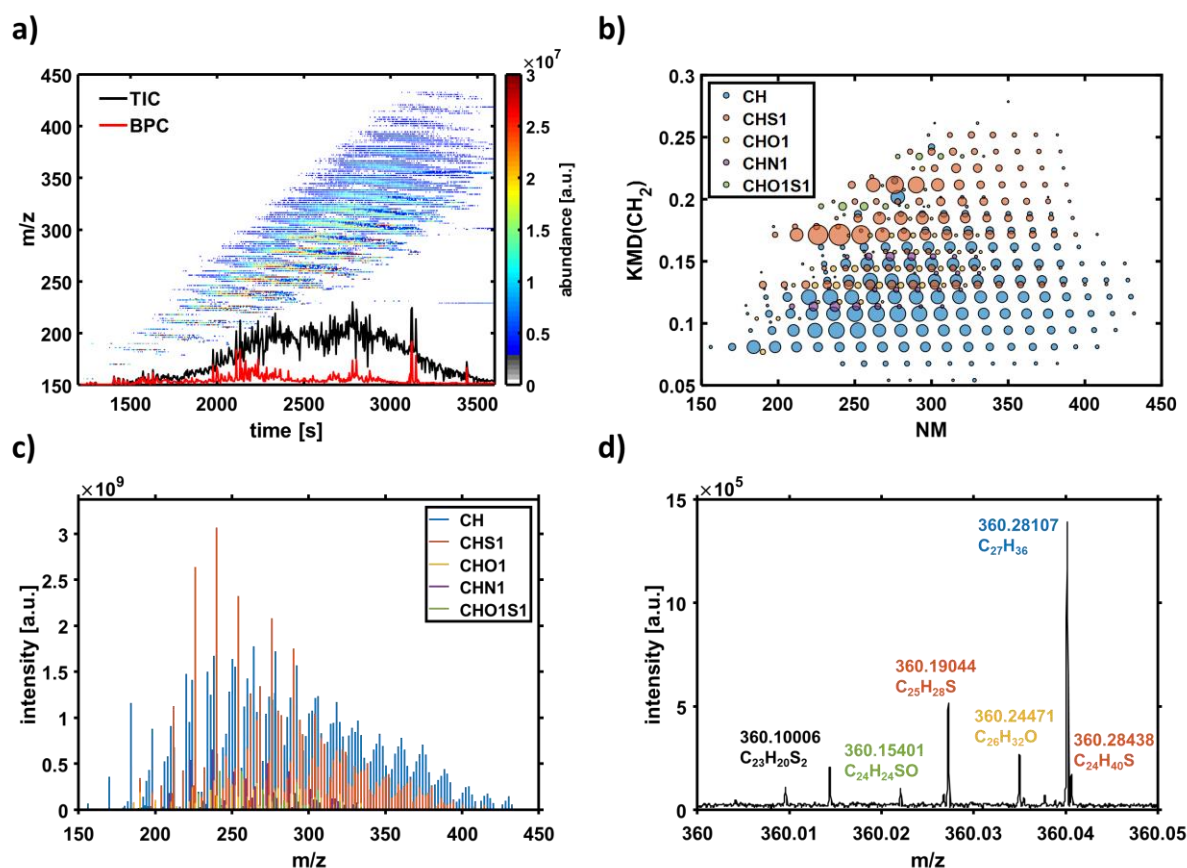 a)
×10⁷
450
400
350
300
250
200
150
m/z
TIC
BPC
1500 2000 2500 3000 3500
time [s]
3
2.5
2
1.5
1
0.5
0
abundance [a.u.]
b)
0.3
0.25
0.2
0.15
0.1
0.05
KMD(CH₂)
CH
CHS1
CHO1
CHN1
CHO1S1
150 200 250 300 350 400 450
NM
c)
×10⁹
3
2.5
2
1.5
1
0.5
0
intensity [a.u.]
CH
CHS1
CHO1
CHN1
CHO1S1
150 200 250 300 350 400 450
m/z
d)
×10⁵
15
10
5
0
intensity [a.u.]
360.28107
C₂₇H₃₆
360.19044
C₂₅H₂₈S
360.24471
C₂₆H₃₂O
360.10006
C₂₃H₂₀S₂
360.15401
C₂₄H₂₄SO
360.28438
C₂₄H₄₀S
360 360.01 360.02 360.03 360.04 360.05
m/z